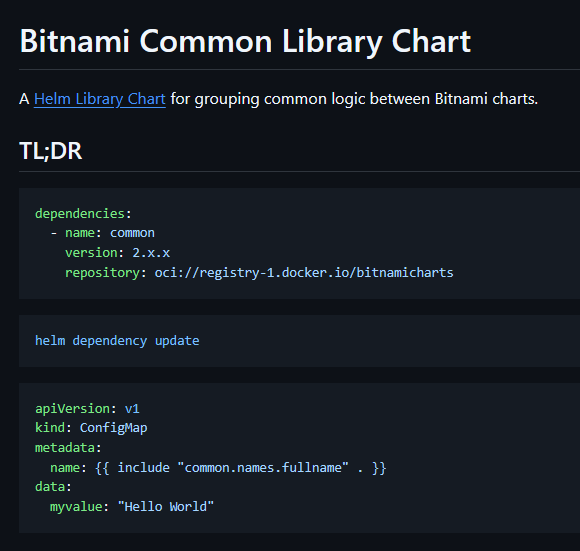 Bitnami Common Library Chart
A Helm Library Chart for grouping common logic between Bitnami charts.
TL;DR
dependencies:
  - name: common
    version: 2.x.x
    repository: oci://registry-1.docker.io/bitnamicharts
helm dependency update
apiVersion: v1
kind: ConfigMap
metadata:
  name: {{ include "common.names.fullname" . }}
data:
  myvalue: "Hello World"